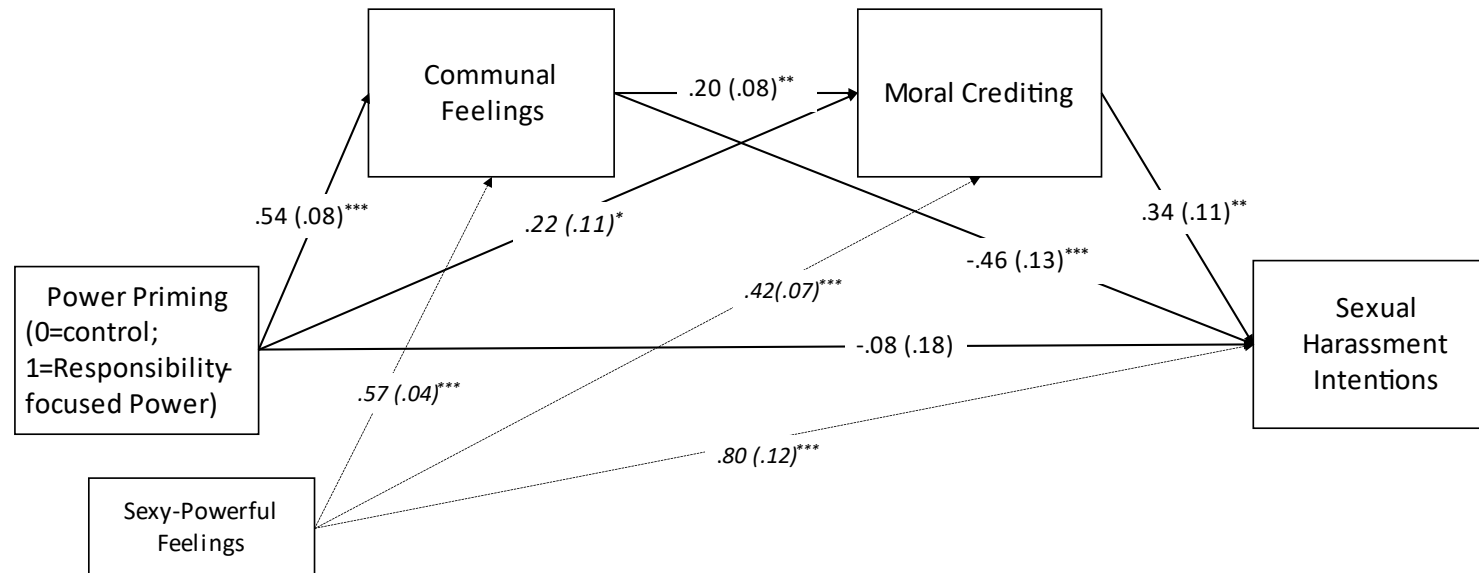 Communal
Feelings
.20 (.08)**
Moral Crediting
.54 (.08)***
.22 (.11)*
.34 (.11)**
-.46 (.13)***
.42(.07)***
Power Priming
(0=control;
1=Responsibility-
focused Power)
-.08 (.18)
Sexual
Harassment
Intentions
.57 (.04)***
.80 (.12)***
Sexy-Powerful
Feelings